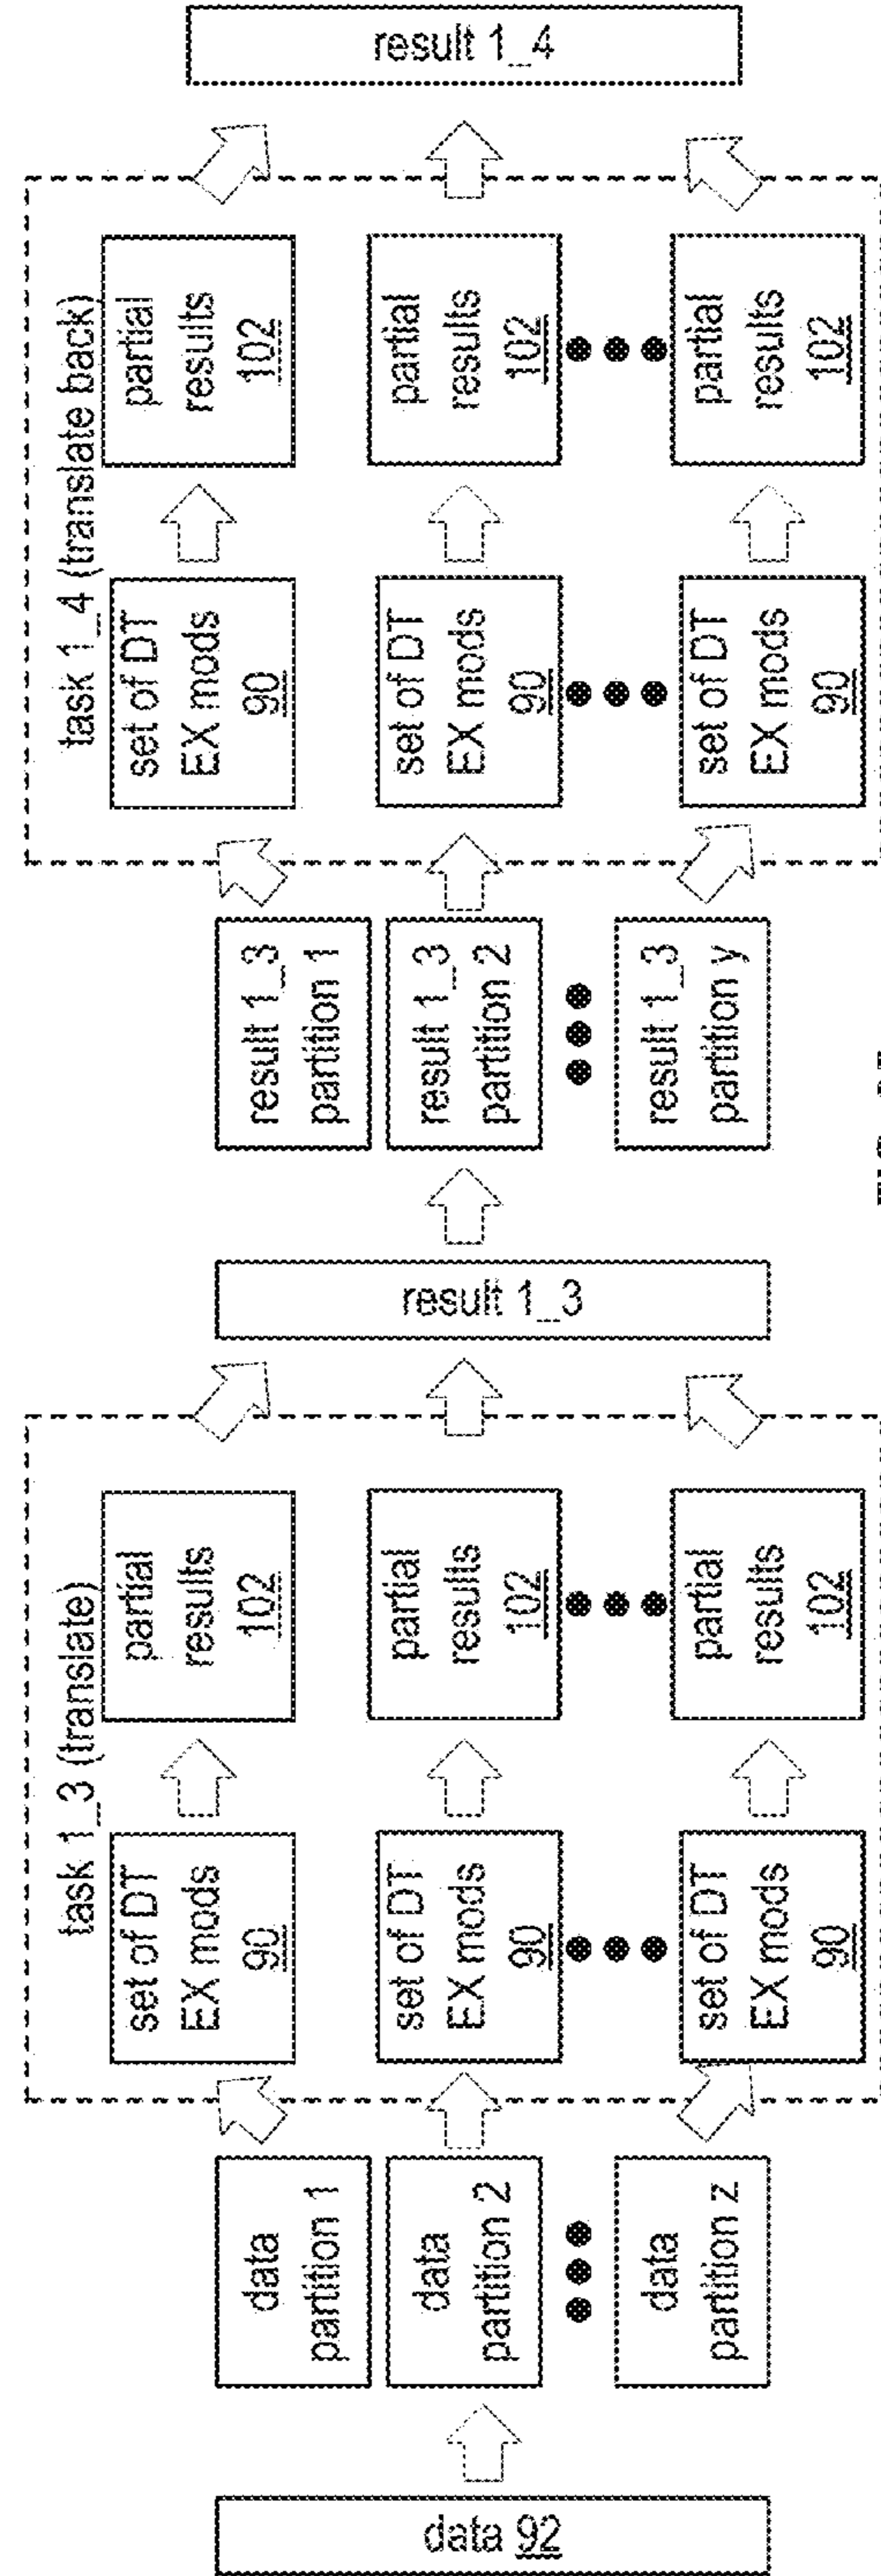 data 92
data
partition 1
data
partition 2
data
partition z
task 1_3 (translate)
set of DT
EX mods
90
set of DT
EX mods
90
set of DT
EX mods
90
partial
results
102
partial
results
102
partial
results
102
result 1_3
result 1_3
partition 1
result 1_3
partition 2
result 1_3
partition y
task 1_4 (translate back)
set of DT
EX mods
90
set of DT
EX mods
90
set of DT
EX mods
90
partial
results
102
partial
results
102
partial
results
102
result 1_4